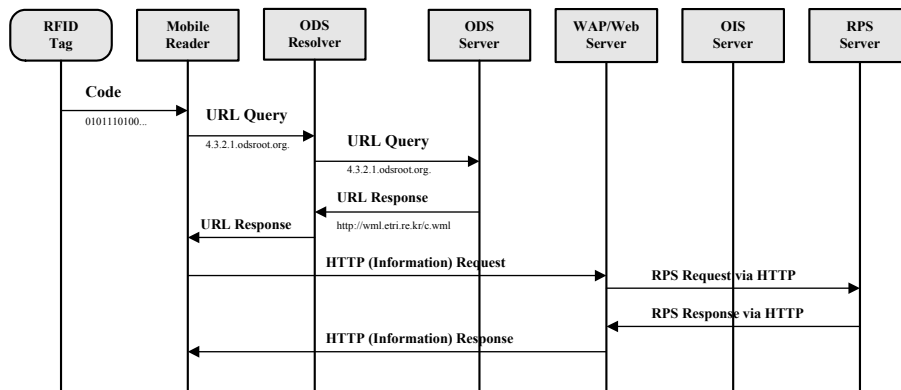 RFID
Tag
Mobile
Reader
ODS
Resolver
ODS
Server
WAP/Web
Server
OIS
Server
RPS
Server
Code
0101110100...
URL Query
4.3.2.1.odsroot.org.
URL Query
4.3.2.1.odsroot.org.
URL Response
http://wml.etri.re.kr/c.wml
URL Response
HTTP (Information) Request
RPS Request via HTTP
RPS Response via HTTP
HTTP (Information) Response